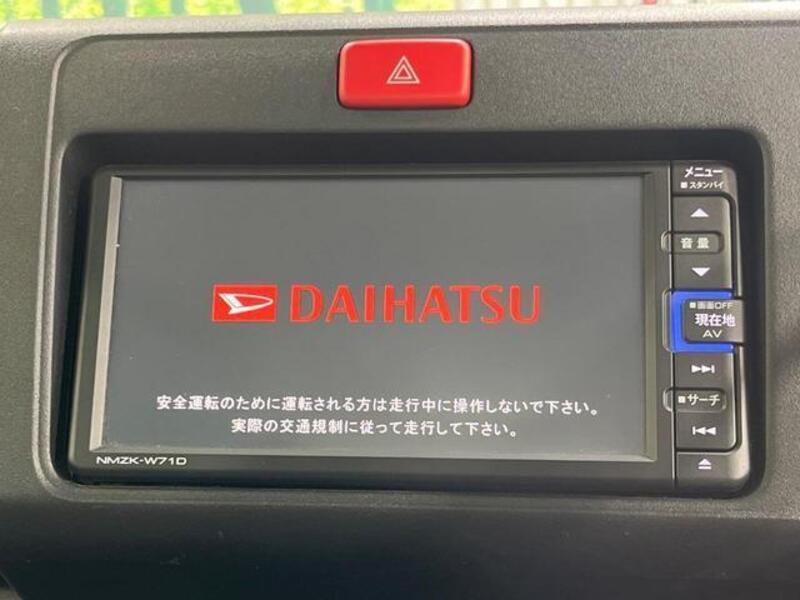 メニュー
■ スタンバイ
音量
■画面OFF
現在地
AV
■サーチ
DAIHATSU
安全運転のために運転される方は走行中に操作しないで下さい。
実際の交通規制に従って走行して下さい。
NMZK-W71D